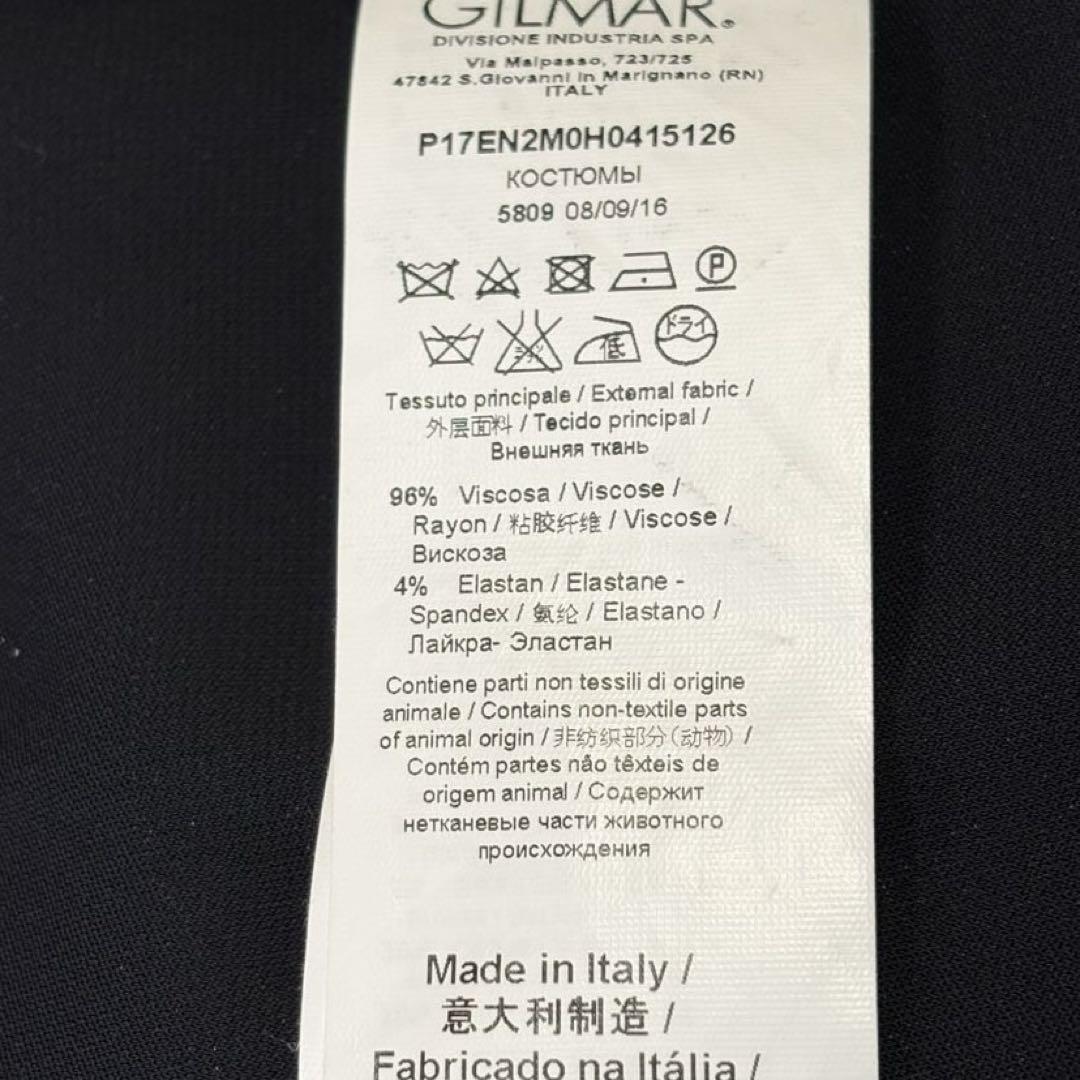 GILMAR®
DIVISIONE INDUSTRIA SPA
Via Malpasso, 723/725
47842 S.Giovanni in Marignano (RN)
ITALY
P17EN2M0H0415126
КОСТЮМЫ
5809 08/09/16
P
低 ドライ
Tessuto principale / External fabric /
外层面料 / Tecido principal /
Внешняя ткань
96% Viscosa / Viscose /
Rayon / 粘胶纤维 / Viscose /
Вискоза
4% Elastan / Elastane -
Spandex / 氨纶 / Elastano /
Лайкра- Эластан
Contiene parti non tessili di origine
animale / Contains non-textile parts
of animal origin / 非纺织部分(动物) /
Contém partes não têxteis de
origem animal / Содержит
нетканевые части животного
происхождения
Made in Italy /
意大利制造 /
Fabricado na Itália /